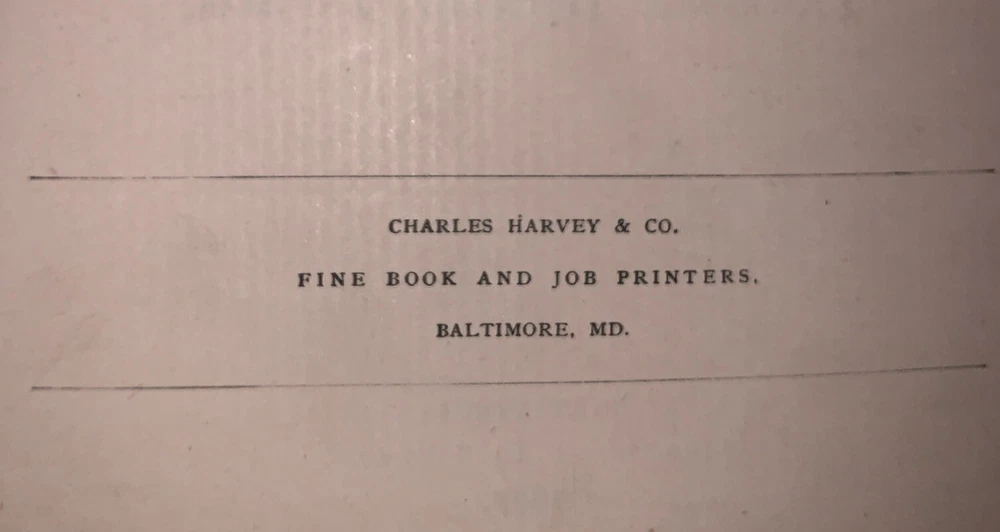 CHARLES HARVEY & CO.
FINE BOOK AND JOB PRINTERS,
BALTIMORE, MD.